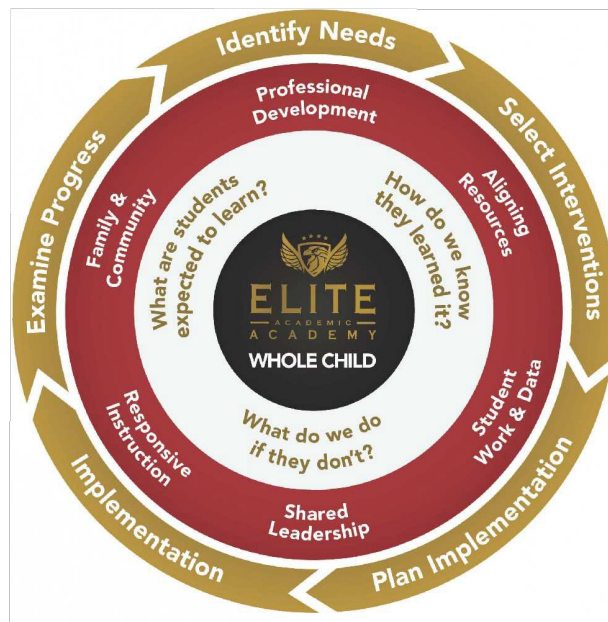 Identify Needs
Select Interventions
Plan Implementation
Implementation
Examine Progress
Professional
Development
Aligning
Resources
Student
Work & Data
Shared
Leadership
Responsive
Instruction
Family &
Community
What are students
expected to learn?
How do we know
they learned it?
What do we do
if they don't?
ELITE
ACADEMIC
ACADEMY
WHOLE CHILD